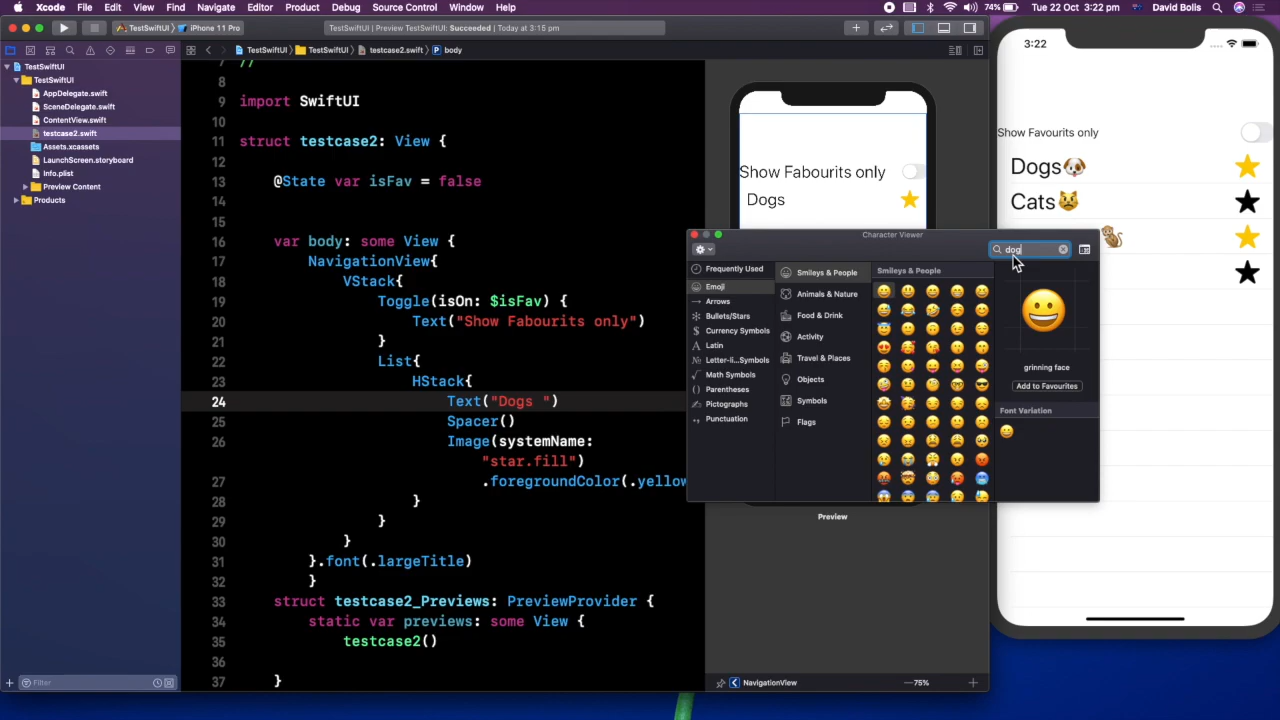 Xcode File Edit View Find Navigate Editor Product Debug Source Control Window Help 74% Tue 22 Oct 3:22 pm David Bolis
TestSwiftUI iPhone 11 Pro TestSwiftUI | Preview TestSwiftUI: Succeeded | Today at 3:15 pm
TestSwiftUI TestSwiftUI testcase2.swift P body
TestSwiftUI
TestSwiftUI
AppDelegate.swift
SceneDelegate.swift
ContentView.swift
testcase2.swift
Assets.xcassets
LaunchScreen.storyboard
Info.plist
Preview Content
Products
Filter
7 //
8
9 import SwiftUI
10
11 struct testcase2: View {
12
13 @State var isFav = false
14
15
16 var body: some View {
17 NavigationView{
18 VStack{
19 Toggle(isOn: $isFav) {
20 Text("Show Fabourits only")
21 }
22 List{
23 HStack{
24 Text("Dogs ")
25 Spacer()
26 Image(systemName:
"star.fill")
27 .foregroundColor(.yellow
28 }
29 }
30 }
31 }.font(.largeTitle)
32 }
33 struct testcase2_Previews: PreviewProvider {
34 static var previews: some View {
35 testcase2()
36
37 }
Show Fabourits only
Dogs
Preview
NavigationView
75%
Character Viewer
dog
Frequently Used
Emoji
Arrows
Bullets/Stars
Currency Symbols
Latin
Letter-li...Symbols
Math Symbols
Parentheses
Pictographs
Punctuation
Smileys & People
Animals & Nature
Food & Drink
Activity
Travel & Places
Objects
Symbols
Flags
Smileys & People
grinning face
Add to Favourites
Font Variation
3:22
Show Favourites only
Dogs🐶
Cats😾